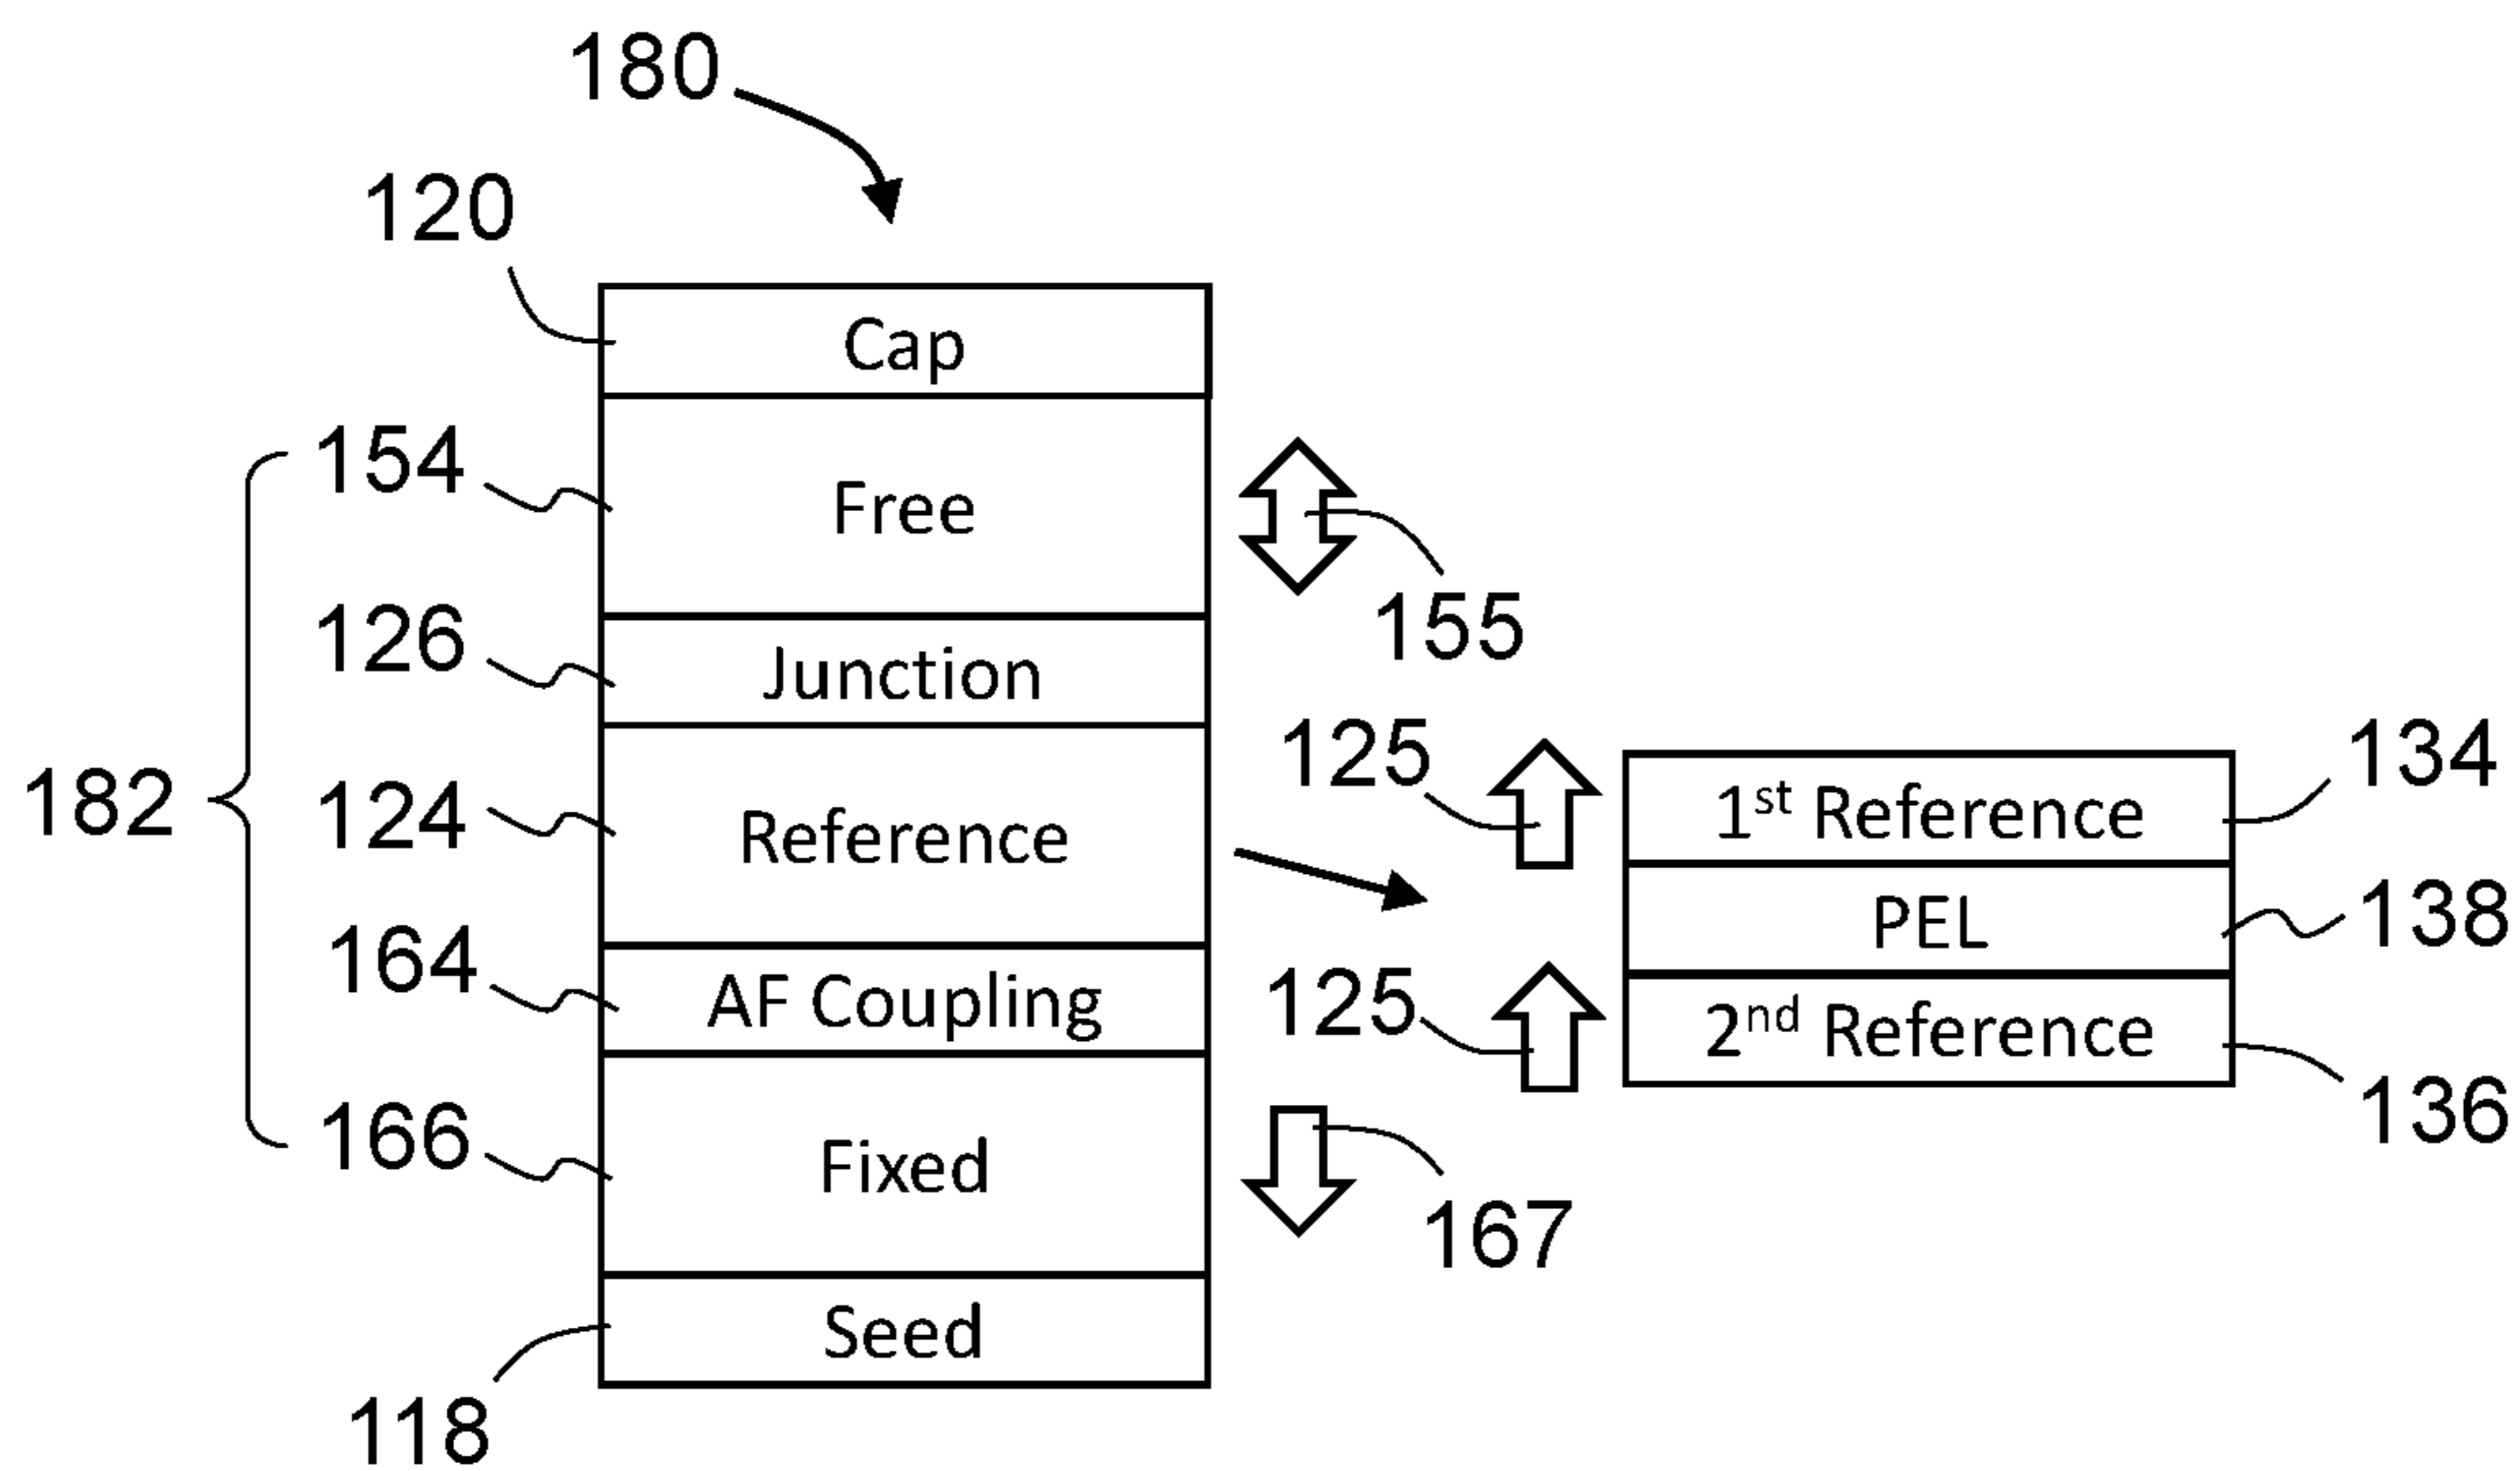 180
120
Cap
154
Free
155
126
Junction
182
124
Reference
125
1st Reference
134
PEL
138
164
AF Coupling
125
2nd Reference
136
166
Fixed
167
Seed
118